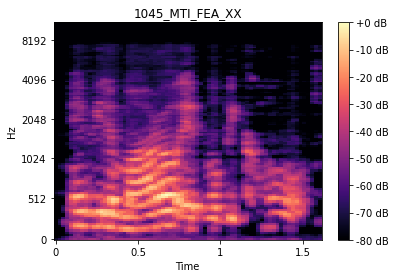 1045_MTI_FEA_XX
+0 dB
8192
-10 dB
4096
-20 dB
-30 dB
2048
Hz
-40 dB
1024
-50 dB
512
-60 dB
-70 dB
0
-80 dB
0 0.5 1 1.5
Time